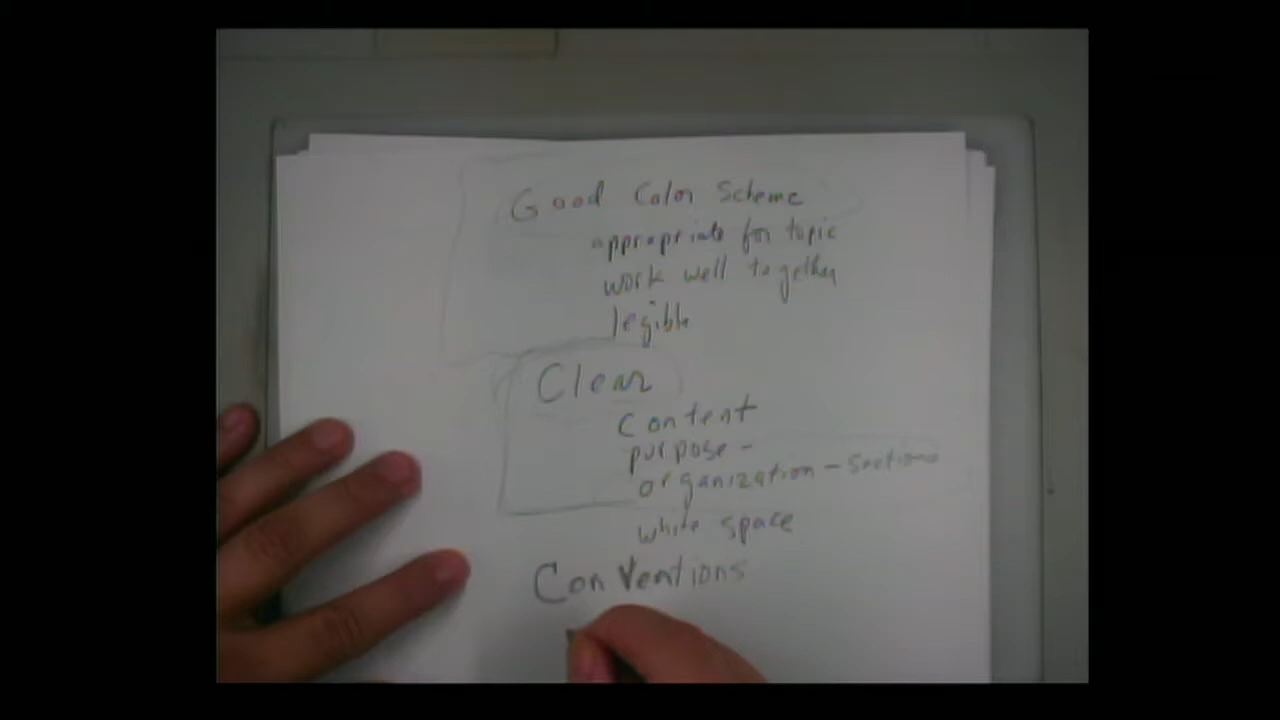 Good Color Scheme
appropriate for topic
work well together
legible
Clear
Content
purpose -
organization - sections
white space
Conventions